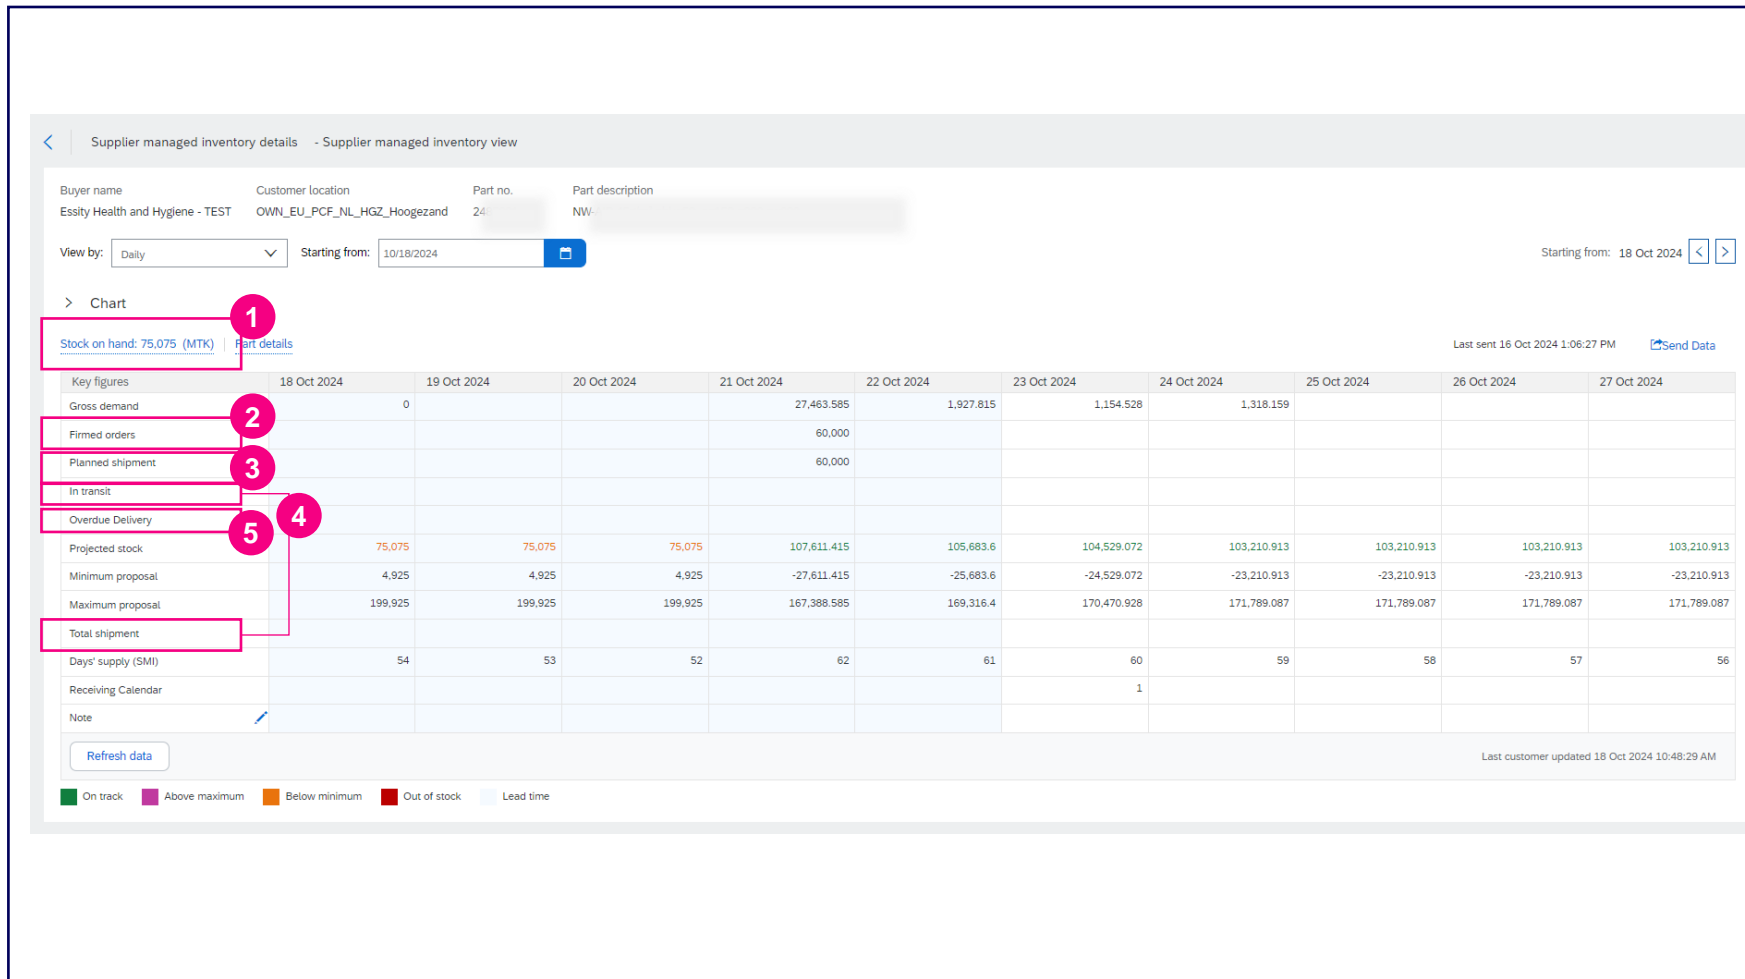 Supplier managed inventory details - Supplier managed inventory view
Buyer name Customer location Part no. Part description
Essity Health and Hygiene - TEST OWN_EU_PCF_NL_HGZ_Hoogezand 24 NW-
View by: Daily Starting from: 10/18/2024 Starting from: 18 Oct 2024
Chart
1
Stock on hand: 75,075 (MTK) Part details Last sent 16 Oct 2024 1:06:27 PM Send Data
Key figures 18 Oct 2024 19 Oct 2024 20 Oct 2024 21 Oct 2024 22 Oct 2024 23 Oct 2024 24 Oct 2024 25 Oct 2024 26 Oct 2024 27 Oct 2024
Gross demand 0 27,463.585 1,927.815 1,154.528 1,318.159
2
Firmed orders 60,000
Planned shipment 60,000
3
In transit
4
Overdue Delivery
5
Projected stock 75,075 75,075 75,075 107,611.415 105,683.6 104,529.072 103,210.913 103,210.913 103,210.913 103,210.913
Minimum proposal 4,925 4,925 4,925 -27,611.415 -25,683.6 -24,529.072 -23,210.913 -23,210.913 -23,210.913 -23,210.913
Maximum proposal 199,925 199,925 199,925 167,388.585 169,316.4 170,470.928 171,789.087 171,789.087 171,789.087 171,789.087
Total shipment
Days' supply (SMI) 54 53 52 62 61 60 59 58 57 56
Receiving Calendar 1
Note
Refresh data Last customer updated 18 Oct 2024 10:48:29 AM
On track Above maximum Below minimum Out of stock Lead time